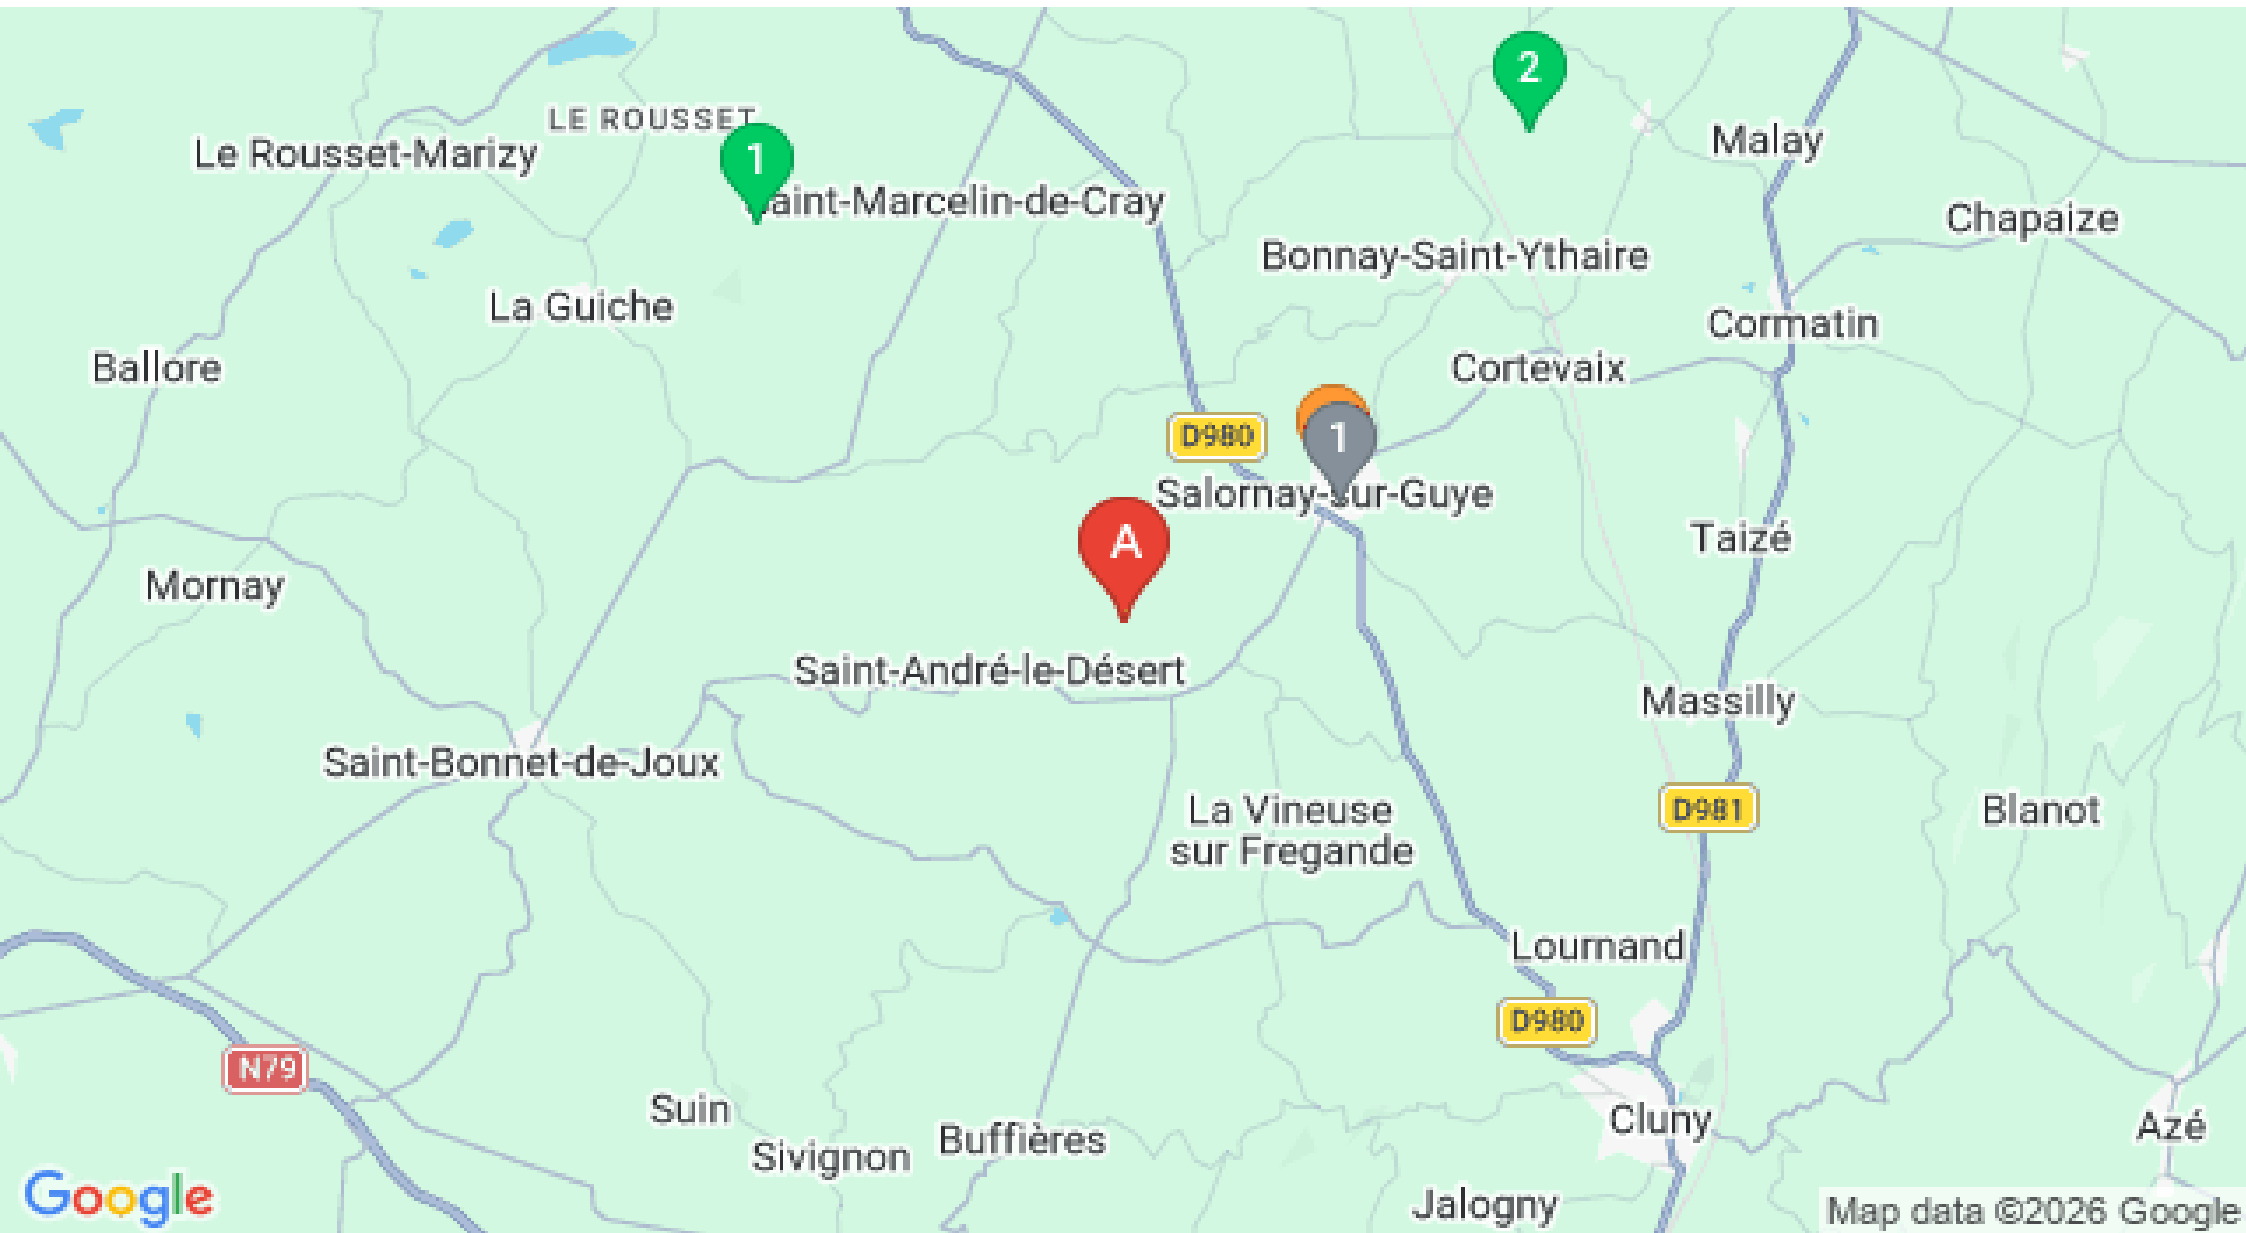 2
LE ROUSSET
Malay
Le Rousset-Marizy
1
Saint-Marcelin-de-Cray
Chapaize
Bonnay-Saint-Ythaire
La Guiche
Cormatin
Ballore
Cortevaix
D980
1
Salornay-sur-Guye
A
Taizé
Mornay
Saint-André-le-Désert
Massilly
Saint-Bonnet-de-Joux
La Vineuse
sur Fregande
D981
Blanot
Lournand
D980
N79
Suin
Cluny
Azé
Buffières
Sivignon
Jalogny
Google
Map data ©2026 Google